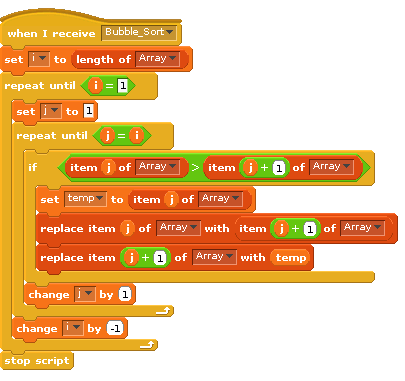 when I receive Bubble_Sort
set i to length of Array
repeat until i = 1
set j to 1
repeat until j = i
if item j of Array > item j + 1 of Array
set temp to item j of Array
replace item j of Array with item j + 1 of Array
replace item j + 1 of Array with temp
change j by 1
change i by -1
stop script